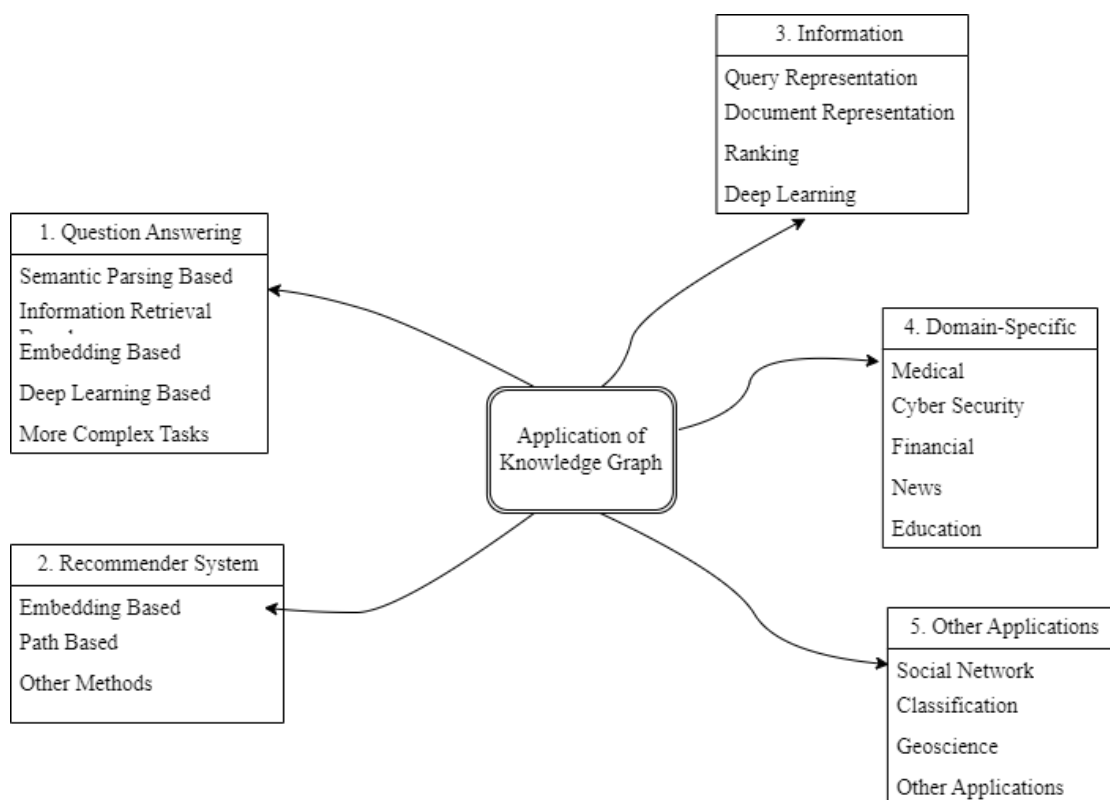 1. Question Answering
Semantic Parsing Based
Information Retrieval
Embedding Based
Deep Learning Based
More Complex Tasks
2. Recommender System
Embedding Based
Path Based
Other Methods
Application of
Knowledge Graph
3. Information
Query Representation
Document Representation
Ranking
Deep Learning
4. Domain-Specific
Medical
Cyber Security
Financial
News
Education
5. Other Applications
Social Network
Classification
Geoscience
Other Applications